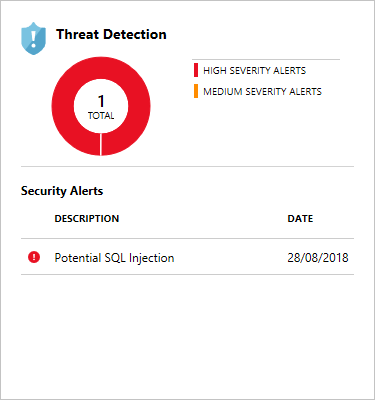 Threat Detection
1
TOTAL
HIGH SEVERITY ALERTS
MEDIUM SEVERITY ALERTS
Security Alerts
DESCRIPTION DATE
Potential SQL Injection 28/08/2018